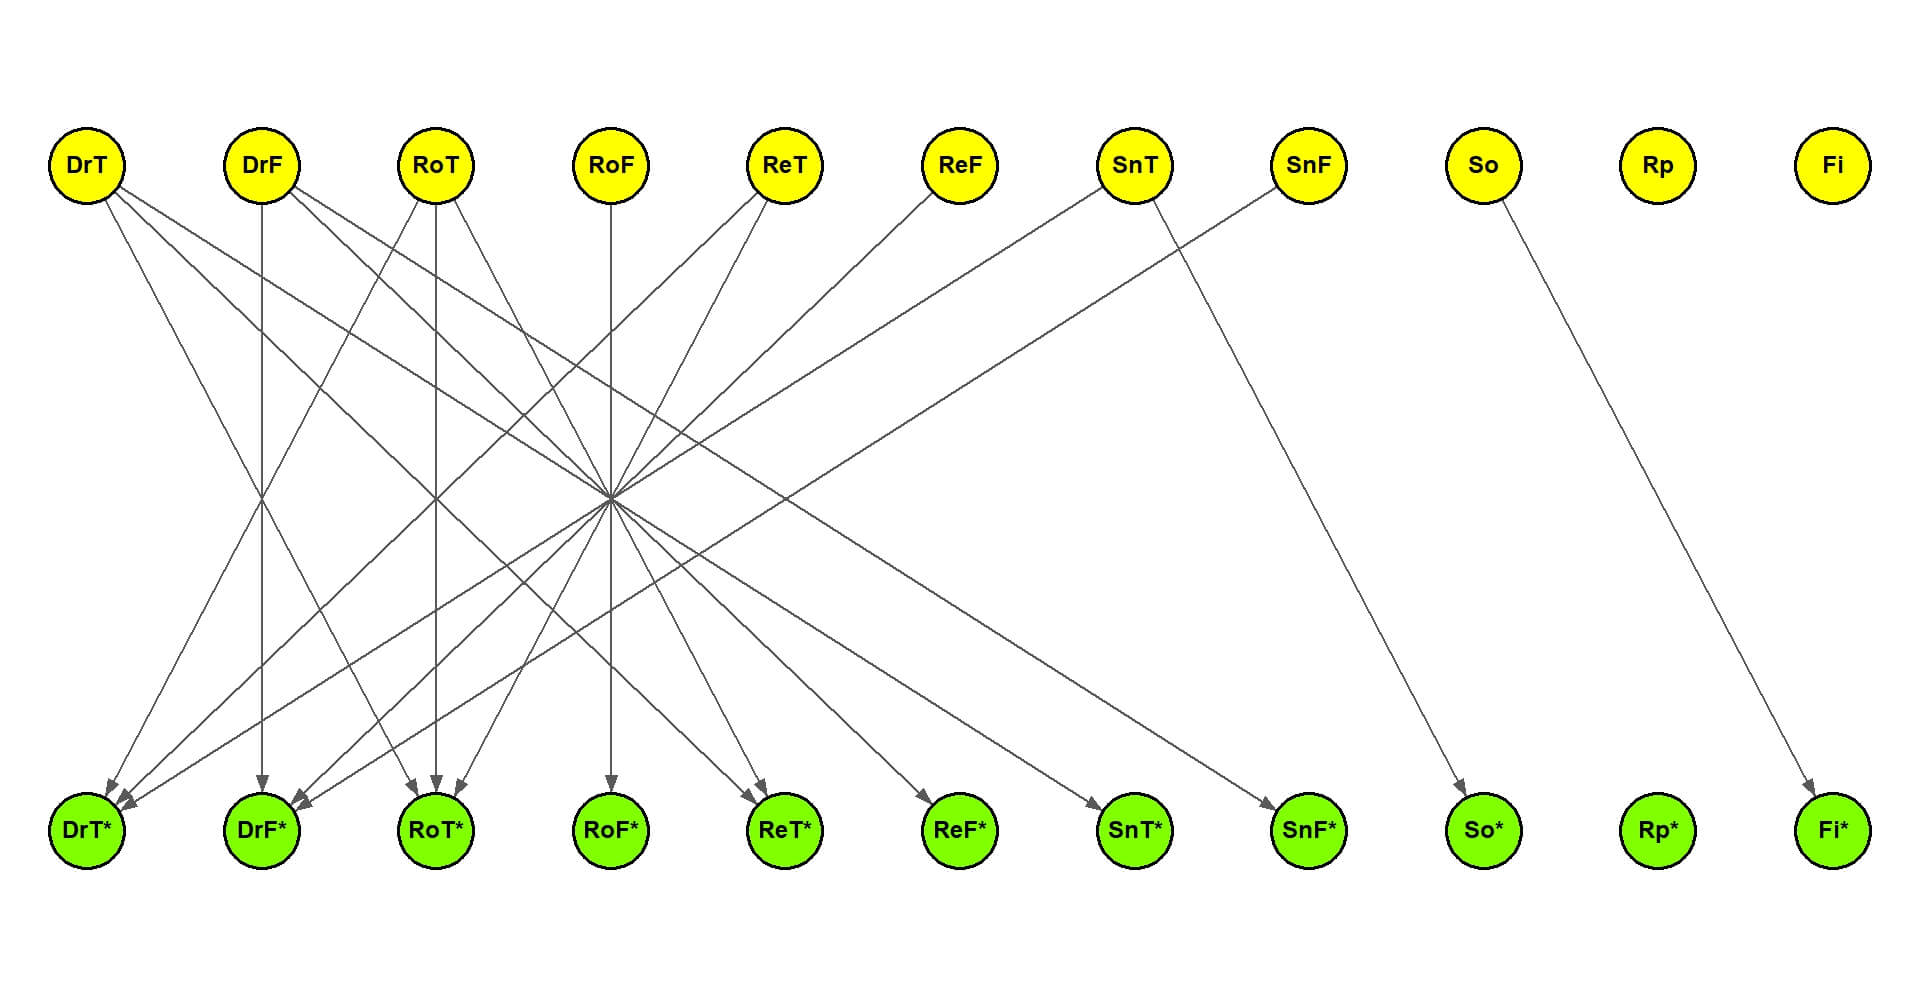 DrT DrF RoT RoF ReT ReF SnT SnF So Rp Fi
DrT* DrF* RoT* RoF* ReT* ReF* SnT* SnF* So* Rp* Fi*